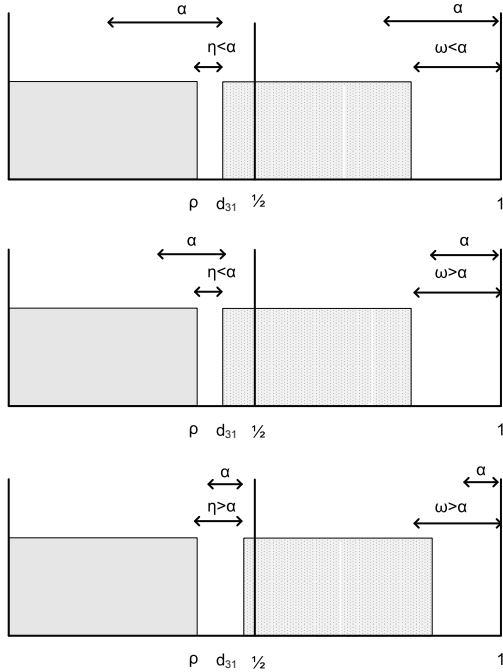 α α
η<α ω<α
ρ d₃₁ ½ 1
α α
η<α ω>α
ρ d₃₁ ½ 1
α α
η>α ω>α
ρ d₃₁ ½ 1